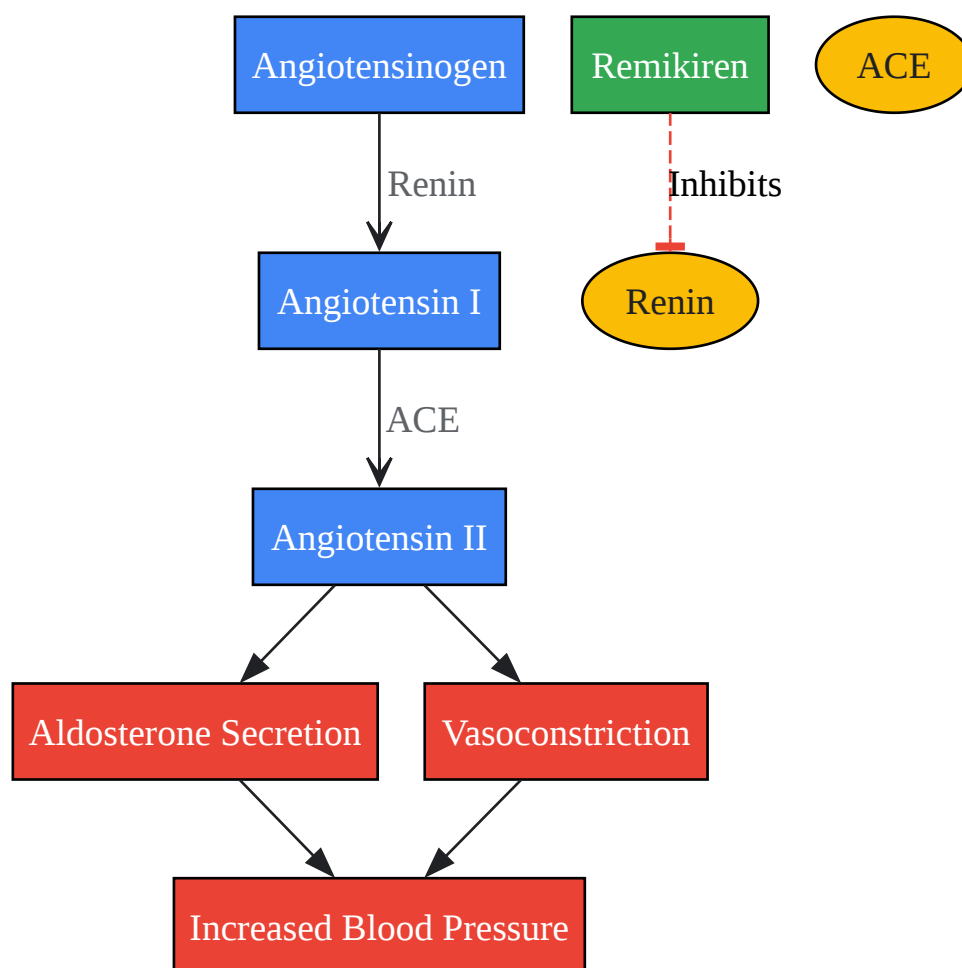 Angiotensinogen
Remikiren
ACE
Renin
Inhibits
Angiotensin I
Renin
ACE
Angiotensin II
Aldosterone Secretion
Vasoconstriction
Increased Blood Pressure